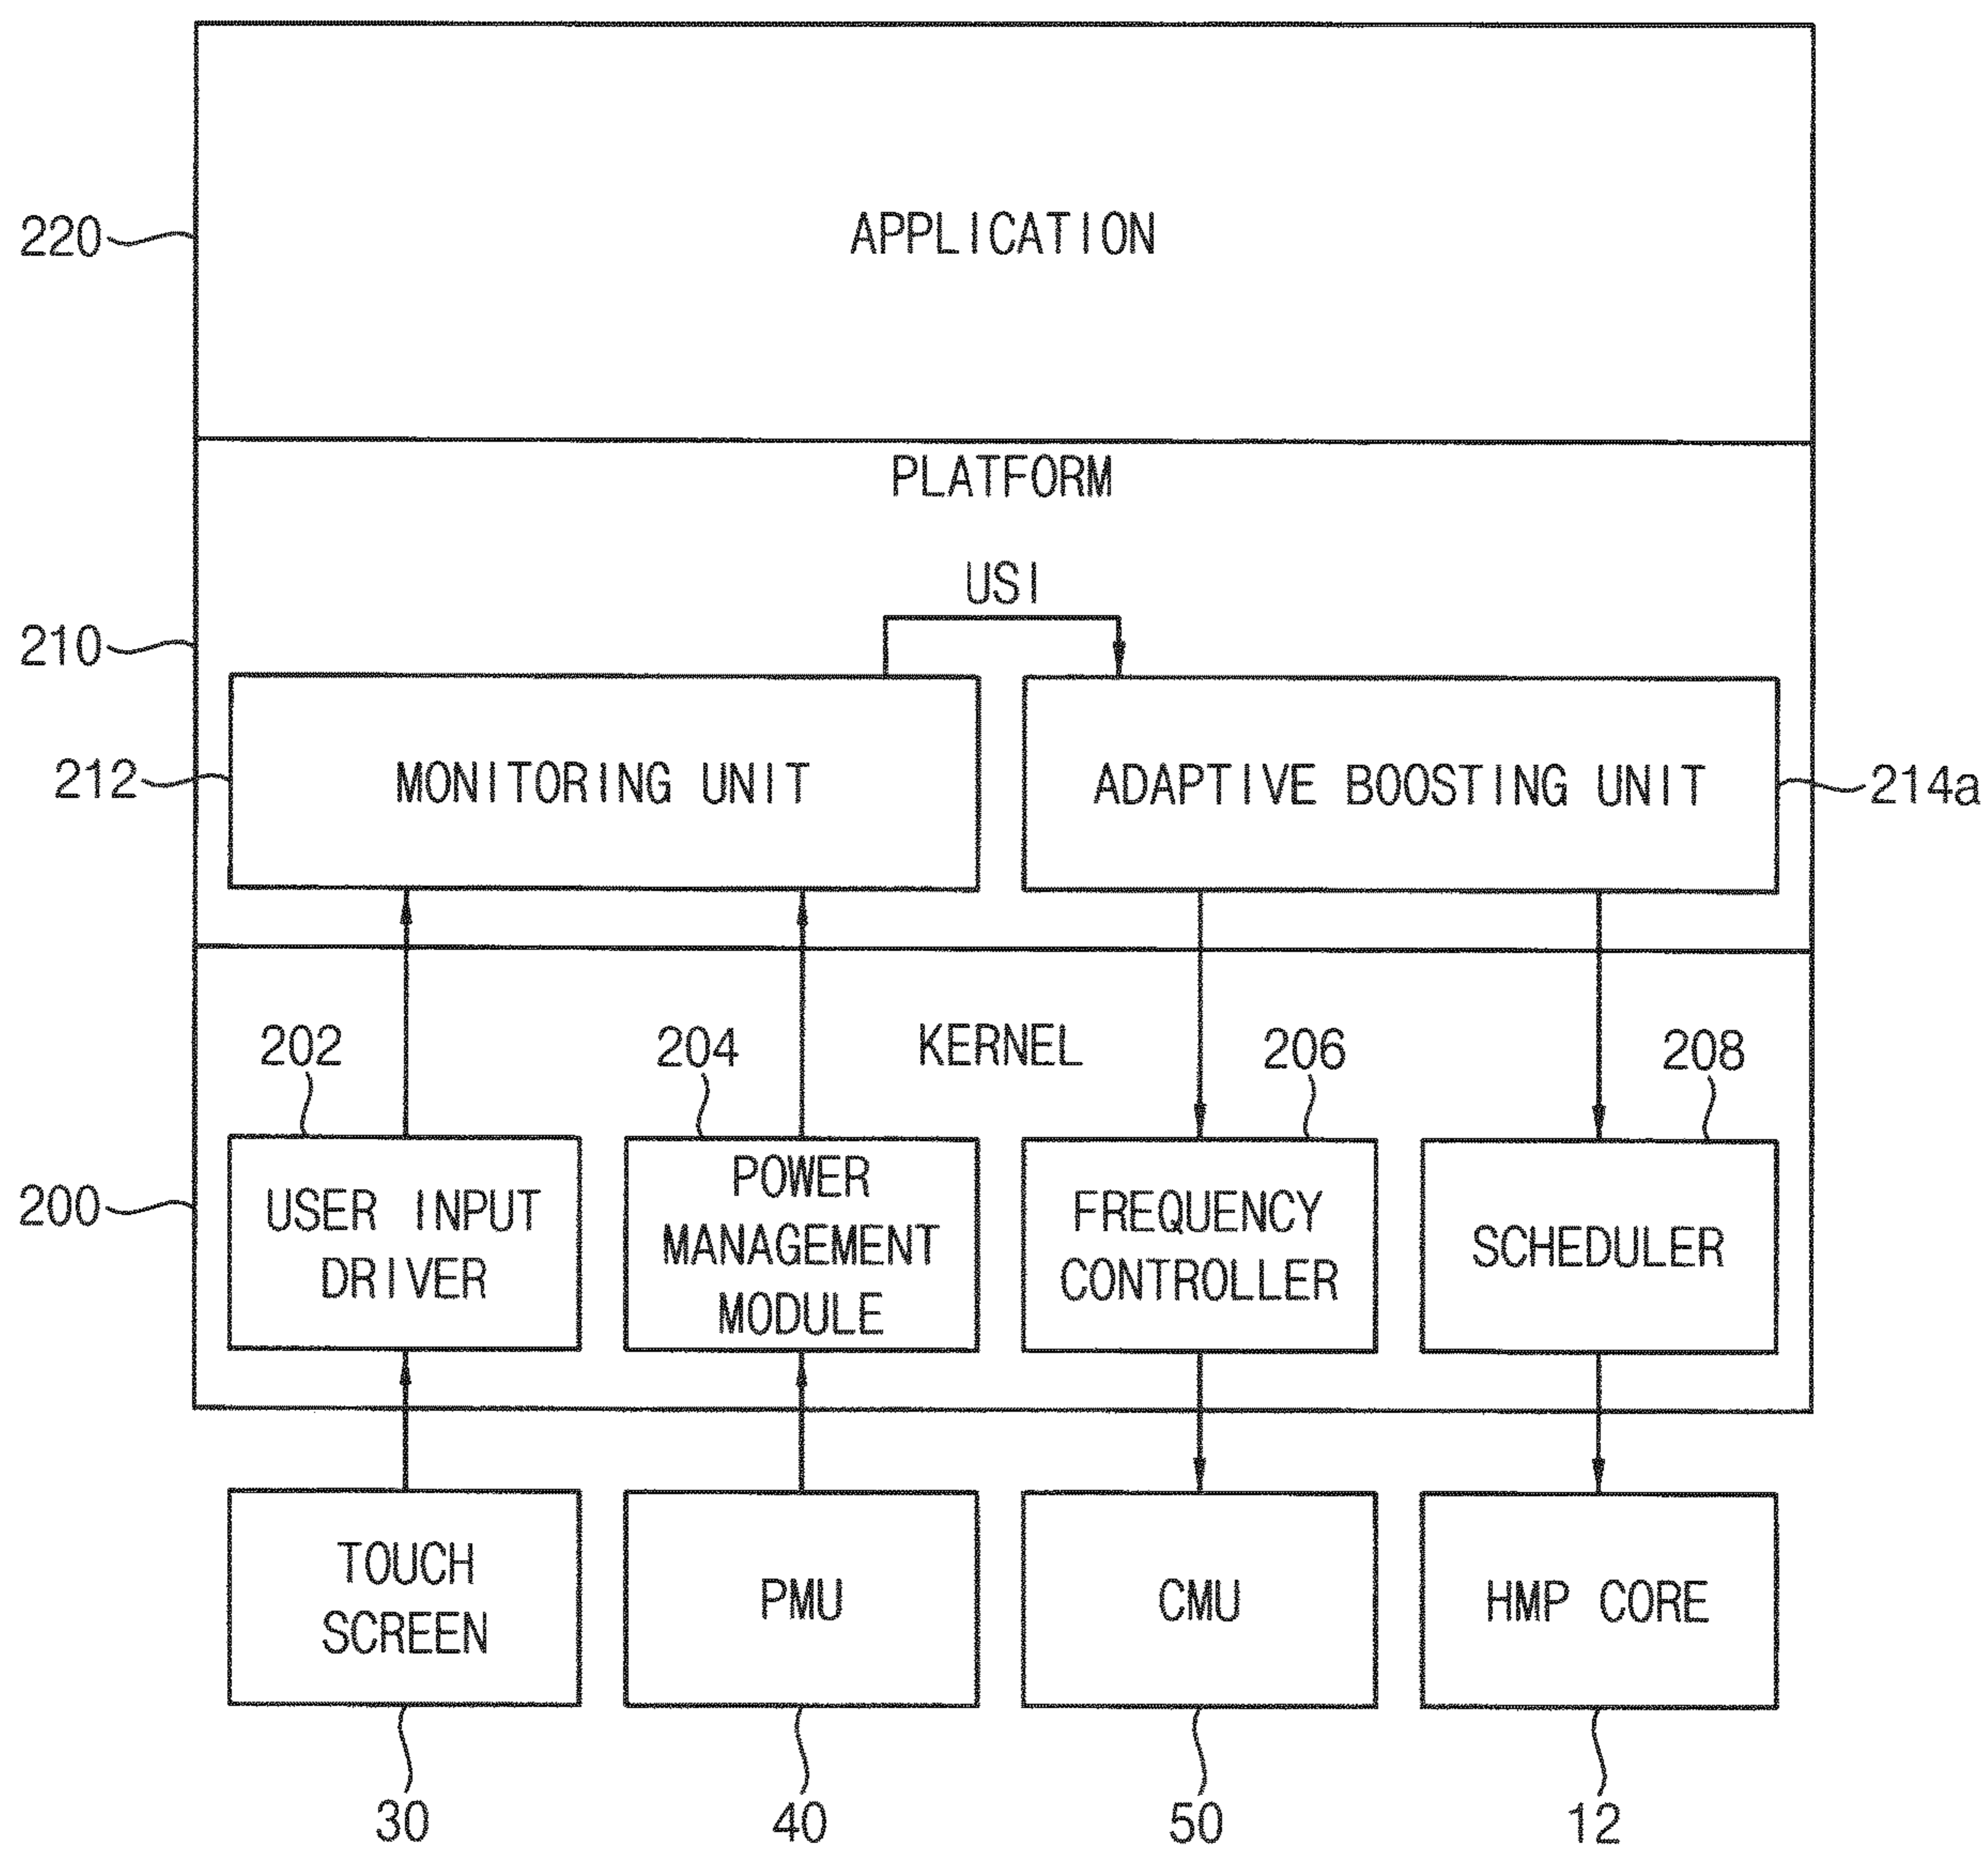 APPLICATION
220
PLATFORM
USI
210
MONITORING UNIT
ADAPTIVE BOOSTING UNIT
212
214a
KERNEL
202
204
206
208
200
USER INPUT
DRIVER
POWER
MANAGEMENT
MODULE
FREQUENCY
CONTROLLER
SCHEDULER
TOUCH
SCREEN
PMU
CMU
HMP CORE
30
40
50
12